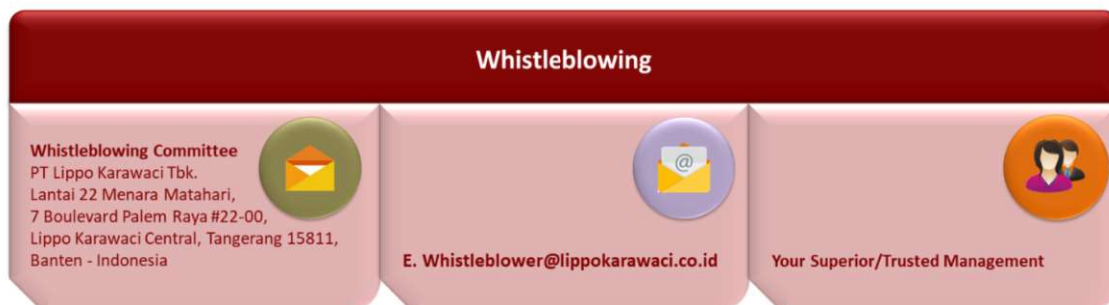 Whistleblowing
Whistleblowing Committee
PT Lippo Karawaci Tbk.
Lantai 22 Menara Matahari,
7 Boulevard Palem Raya #22-00,
Lippo Karawaci Central, Tangerang 15811,
Banten - Indonesia
@
E. Whistleblower@lippokarawaci.co.id
Your Superior/Trusted Management